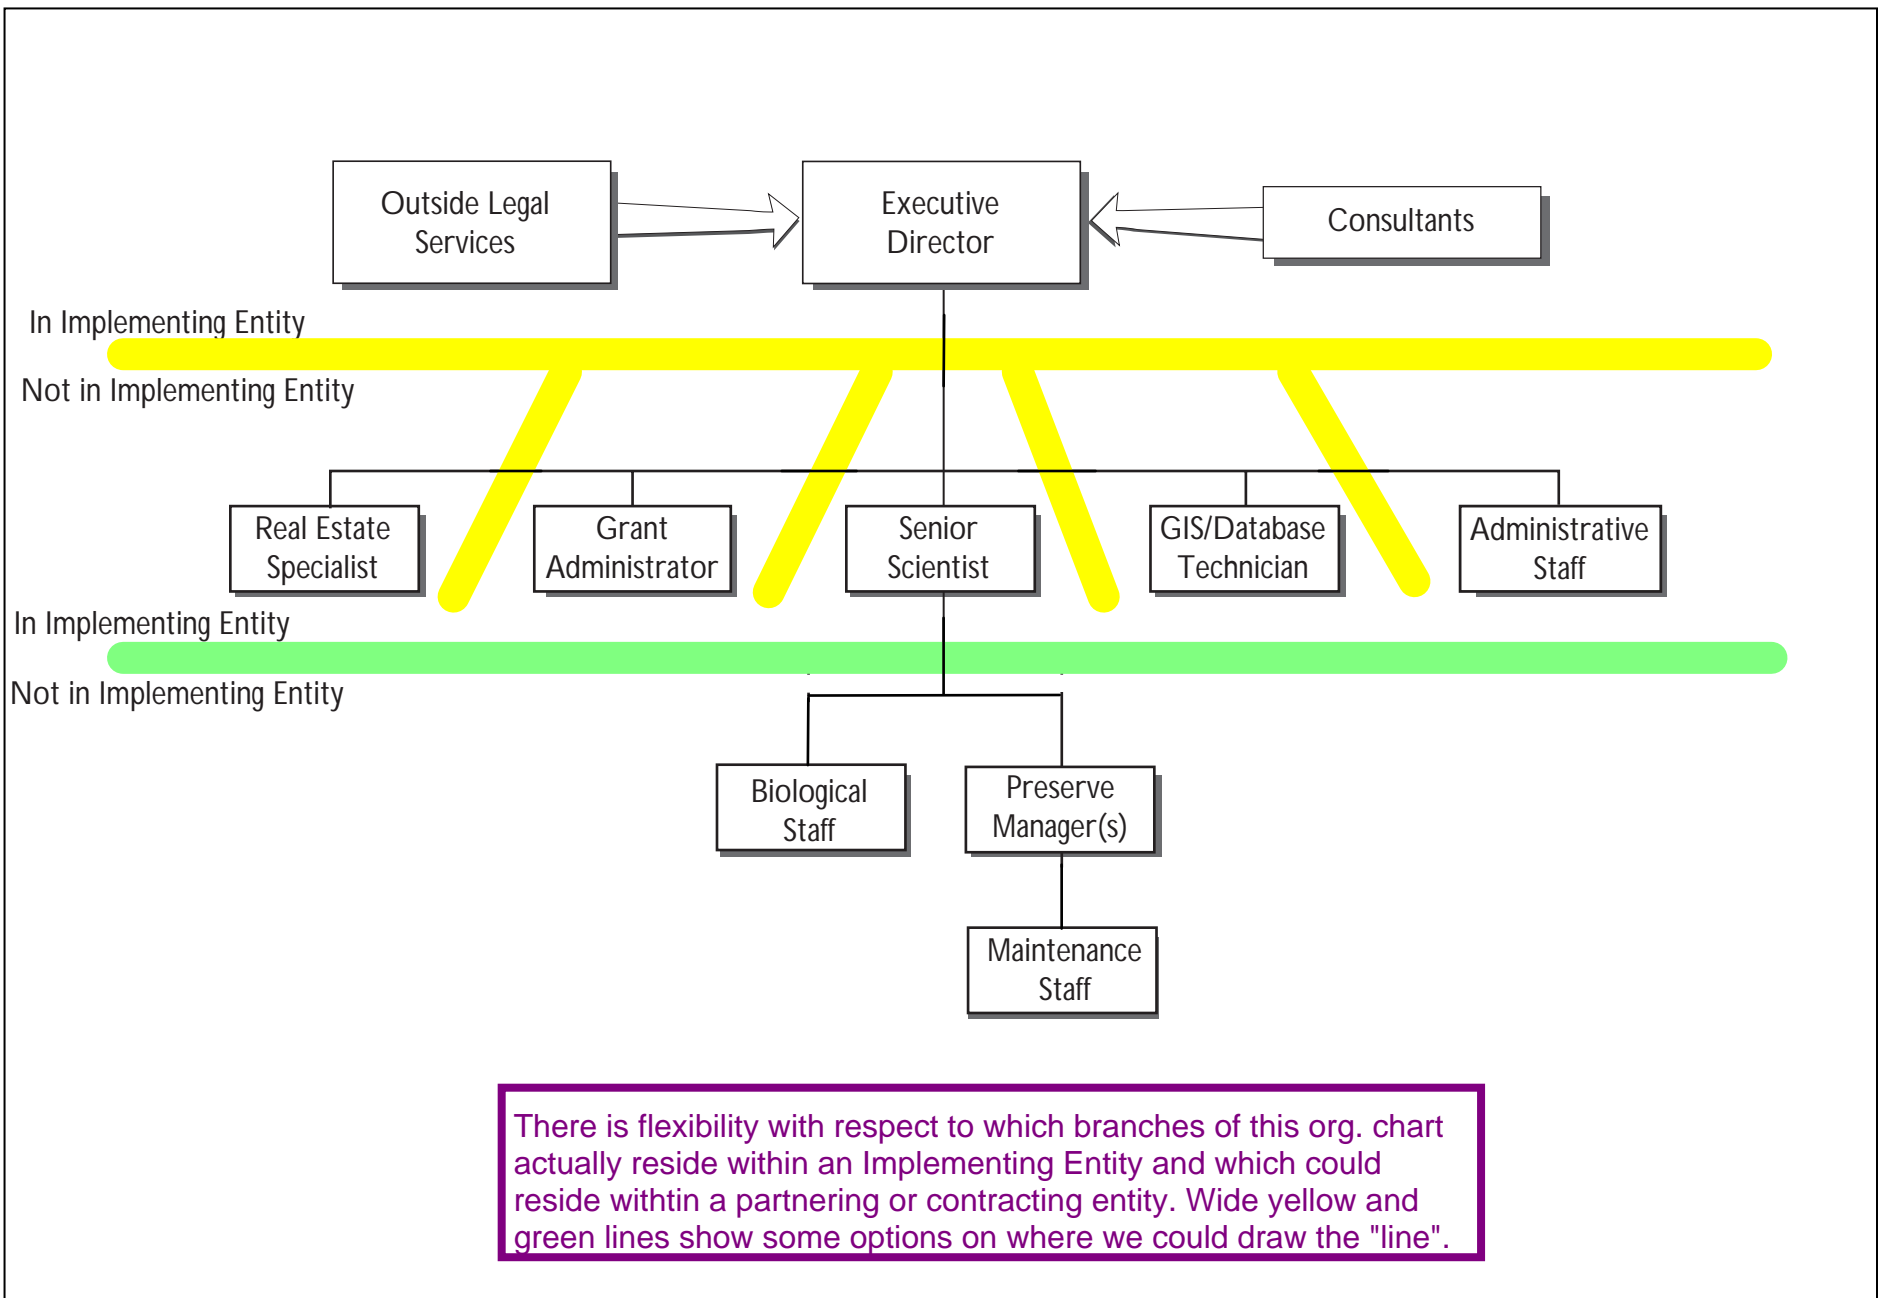 Outside Legal
Services
Executive
Director
Consultants
In Implementing Entity
Not in Implementing Entity
Real Estate
Specialist
Grant
Administrator
Senior
Scientist
GIS/Database
Technician
Administrative
Staff
In Implementing Entity
Not in Implementing Entity
Biological
Staff
Preserve
Manager(s)
Maintenance
Staff
There is flexibility with respect to which branches of this org. chart
actually reside within an Implementing Entity and which could
reside withtin a partnering or contracting entity. Wide yellow and
green lines show some options on where we could draw the "line".